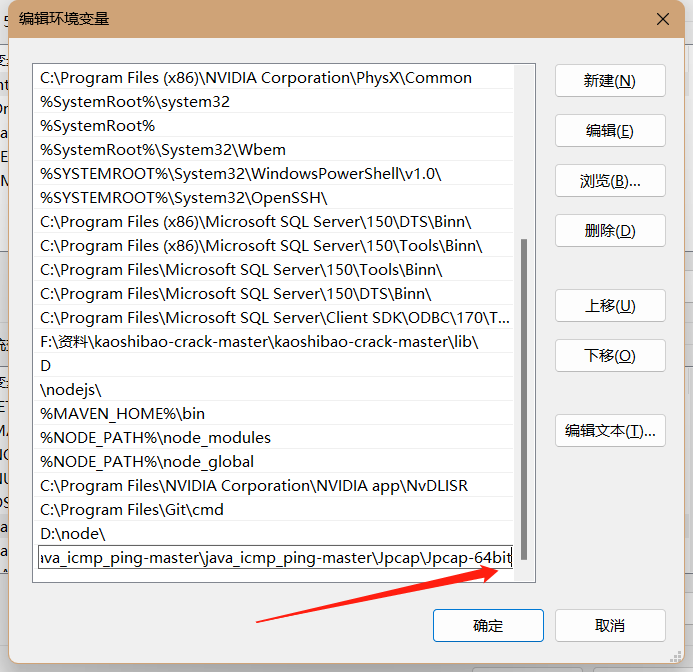 编辑环境变量
C:\Program Files (x86)\NVIDIA Corporation\PhysX\Common
%SystemRoot%\system32
%SystemRoot%
%SystemRoot%\System32\Wbem
%SYSTEMROOT%\System32\WindowsPowerShell\v1.0\
%SYSTEMROOT%\System32\OpenSSH\
C:\Program Files (x86)\Microsoft SQL Server\150\DTS\Binn\
C:\Program Files (x86)\Microsoft SQL Server\150\Tools\Binn\
C:\Program Files\Microsoft SQL Server\150\Tools\Binn\
C:\Program Files\Microsoft SQL Server\150\DTS\Binn\
C:\Program Files\Microsoft SQL Server\Client SDK\ODBC\170\T...
F:\资料\kaoshibao-crack-master\kaoshibao-crack-master\lib\
D
\nodejs\
%MAVEN_HOME%\bin
%NODE_PATH%\node_modules
%NODE_PATH%\node_global
C:\Program Files\NVIDIA Corporation\NVIDIA app\NvDLISR
C:\Program Files\Git\cmd
D:\node\
ava_icmp_ping-master\java_icmp_ping-master\Jpcap\Jpcap-64bit
新建(N)
编辑(E)
浏览(B)...
删除(D)
上移(U)
下移(O)
编辑文本(T)...
确定
取消